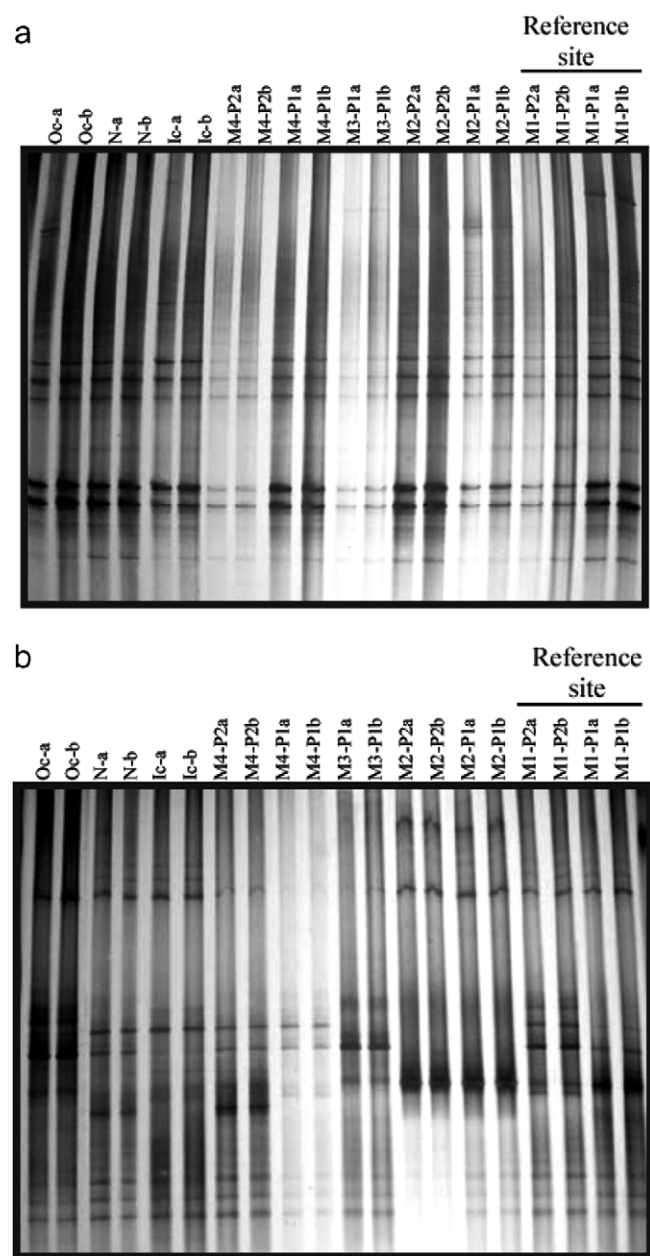 a
Reference
site
Oc-a
Oc-b
N-a
N-b
Ic-a
Ic-b
M4-P2a
M4-P2b
M4-P1a
M4-P1b
M3-P1a
M3-P1b
M2-P2a
M2-P2b
M2-P1a
M2-P1b
M1-P2a
M1-P2b
M1-P1a
M1-P1b
b
Reference
site
Oc-a
Oc-b
N-a
N-b
Ic-a
Ic-b
M4-P2a
M4-P2b
M4-P1a
M4-P1b
M3-P1a
M3-P1b
M2-P2a
M2-P2b
M2-P1a
M2-P1b
M1-P2a
M1-P2b
M1-P1a
M1-P1b